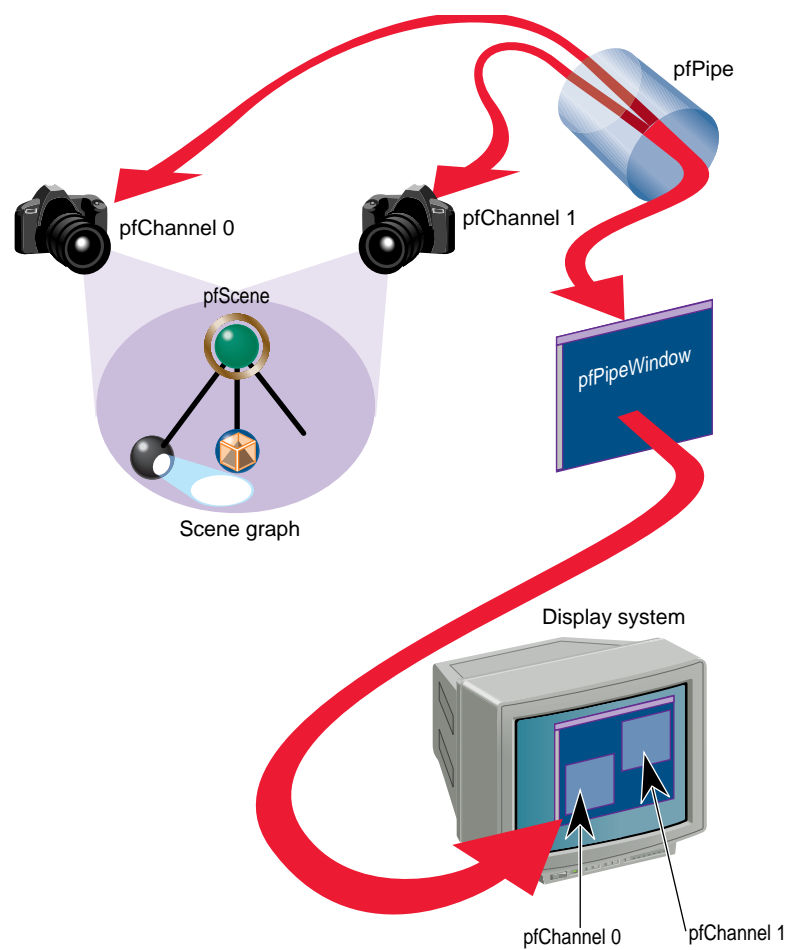 pfPipe
pfChannel 0
pfChannel 1
pfScene
pfPipeWindow
Scene graph
Display system
pfChannel 0
pfChannel 1